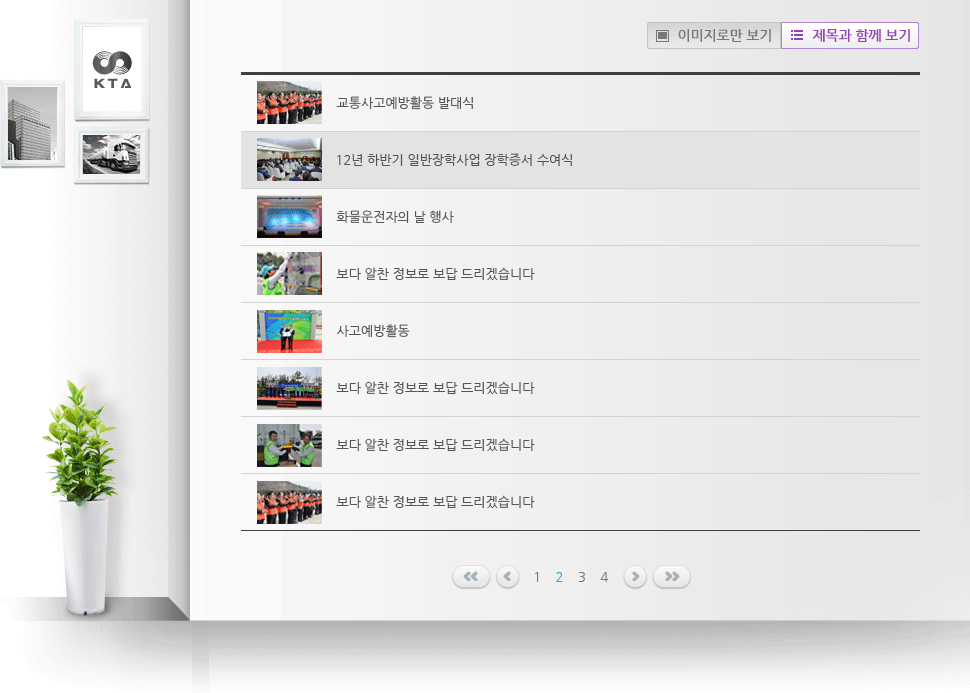 KTA
이미지로만 보기
제목과 함께 보기
교통사고예방활동 발대식
12년 하반기 일반장학사업 장학증서 수여식
화물운전자의 날 행사
보다 알찬 정보로 보답 드리겠습니다
사고예방활동
보다 알찬 정보로 보답 드리겠습니다
보다 알찬 정보로 보답 드리겠습니다
보다 알찬 정보로 보답 드리겠습니다
1 2 3 4